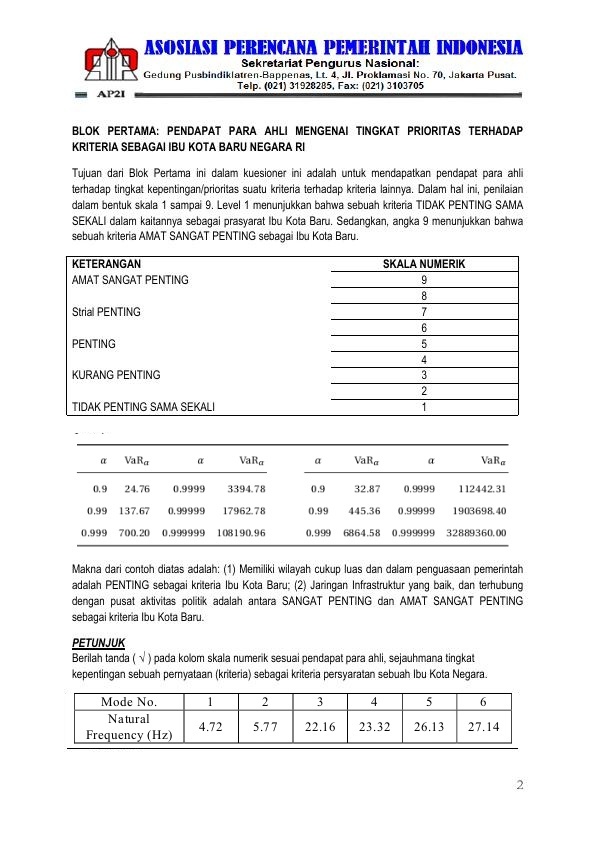 ASOSIASI PERENCANA PEMERINTAH INDONESIA
Sekretariat Pengurus Nasional:
Gedung Pusbindiklatren-Bappenas, Lt. 4, Jl. Proklamasi No. 70, Jakarta Pusat.
Telp. (021) 31928285, Fax: (021) 3103705
AP2I
BLOK PERTAMA: PENDAPAT PARA AHLI MENGENAI TINGKAT PRIORITAS TERHADAP
KRITERIA SEBAGAI IBU KOTA BARU NEGARA RI
Tujuan dari Blok Pertama ini dalam kuesioner ini adalah untuk mendapatkan pendapat para ahli
terhadap tingkat kepentingan/prioritas suatu kriteria terhadap kriteria lainnya. Dalam hal ini, penilaian
dalam bentuk skala 1 sampai 9. Level 1 menunjukkan bahwa sebuah kriteria TIDAK PENTING SAMA
SEKALI dalam kaitannya sebagai prasyarat Ibu Kota Baru. Sedangkan, angka 9 menunjukkan bahwa
sebuah kriteria AMAT SANGAT PENTING sebagai Ibu Kota Baru.
KETERANGAN SKALA NUMERIK
AMAT SANGAT PENTING 9
8
Strial PENTING 7
6
PENTING 5
4
KURANG PENTING 3
2
TIDAK PENTING SAMA SEKALI 1
α VaRα α VaRα α VaRα α VaRα
0.9 24.76 0.9999 3394.78 0.9 32.87 0.9999 112442.31
0.99 137.67 0.99999 17962.78 0.99 445.36 0.99999 1903698.40
0.999 700.20 0.999999 108190.96 0.999 6864.58 0.999999 32889360.00
Makna dari contoh diatas adalah: (1) Memiliki wilayah cukup luas dan dalam penguasaan pemerintah
adalah PENTING sebagai kriteria Ibu Kota Baru; (2) Jaringan Infrastruktur yang baik, dan terhubung
dengan pusat aktivitas politik adalah antara SANGAT PENTING dan AMAT SANGAT PENTING
sebagai kriteria Ibu Kota Baru.
PETUNJUK
Berilah tanda ( √ ) pada kolom skala numerik sesuai pendapat para ahli, sejauhmana tingkat
kepentingan sebuah pernyataan (kriteria) sebagai kriteria persyaratan sebuah Ibu Kota Negara.
Mode No. 1 2 3 4 5 6
Natural
Frequency (Hz) 4.72 5.77 22.16 23.32 26.13 27.14
2